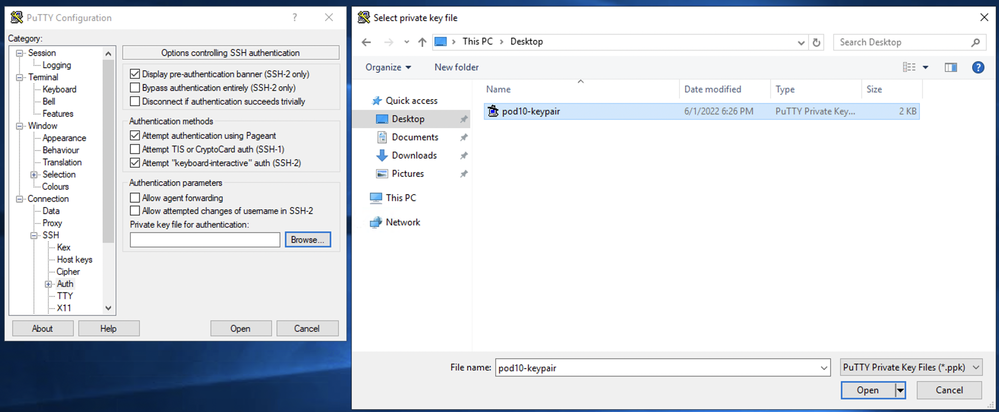 PuTTY Configuration
?
Category:
Session
Logging
Terminal
Keyboard
Bell
Features
Window
Appearance
Behaviour
Translation
Selection
Colours
Connection
Data
Proxy
SSH
Kex
Host keys
Cipher
Auth
TTY
X11
Options controlling SSH authentication
Display pre-authentication banner (SSH-2 only)
Bypass authentication entirely (SSH-2 only)
Disconnect if authentication succeeds trivially
Authentication methods
Attempt authentication using Pageant
Attempt TIS or CryptoCard auth (SSH-1)
Attempt "keyboard-interactive" auth (SSH-2)
Authentication parameters
Allow agent forwarding
Allow attempted changes of username in SSH-2
Private key file for authentication:
Browse...
About
Help
Open
Cancel
Select private key file
This PC > Desktop
Search Desktop
Organize
New folder
?
Quick access
Desktop
Documents
Downloads
Pictures
This PC
Network
Name
Date modified
Type
Size
pod10-keypair
6/1/2022 6:26 PM
PuTTY Private Key...
2 KB
File name:
pod10-keypair
PuTTY Private Key Files (*.ppk)
Open
Cancel